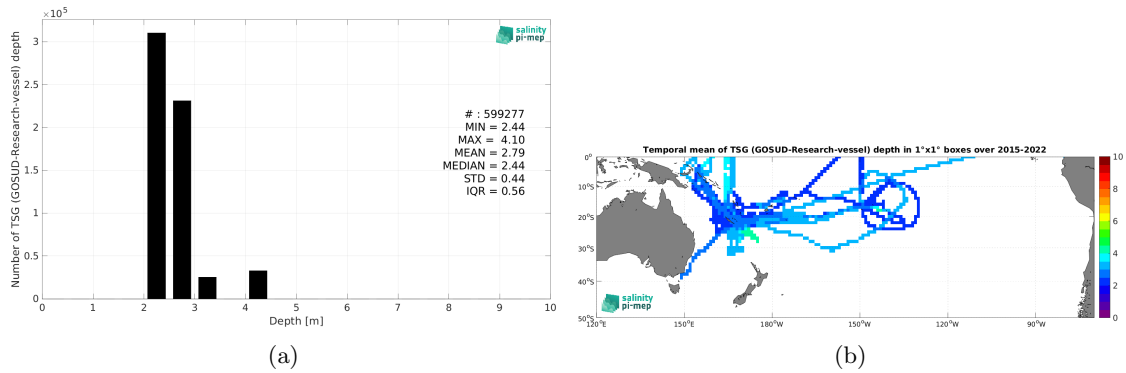 ×10⁵
3
2.5
2
1.5
1
0.5
0
Number of TSG (GOSUD-Research-vessel) depth
salinity
pi-mep
# : 599277
MIN = 2.44
MAX = 4.10
MEAN = 2.79
MEDIAN = 2.44
STD = 0.44
IQR = 0.56
0 1 2 3 4 5 6 7 8 9 10
Depth [m]
(a)
Temporal mean of TSG (GOSUD-Research-vessel) depth in 1°x1° boxes over 2015-2022
0°
10°S
20°S
30°S
40°S
50°S
120°E 150°E 180°W 150°W 120°W 90°W
salinity
pi-mep
10
8
6
4
2
0
(b)